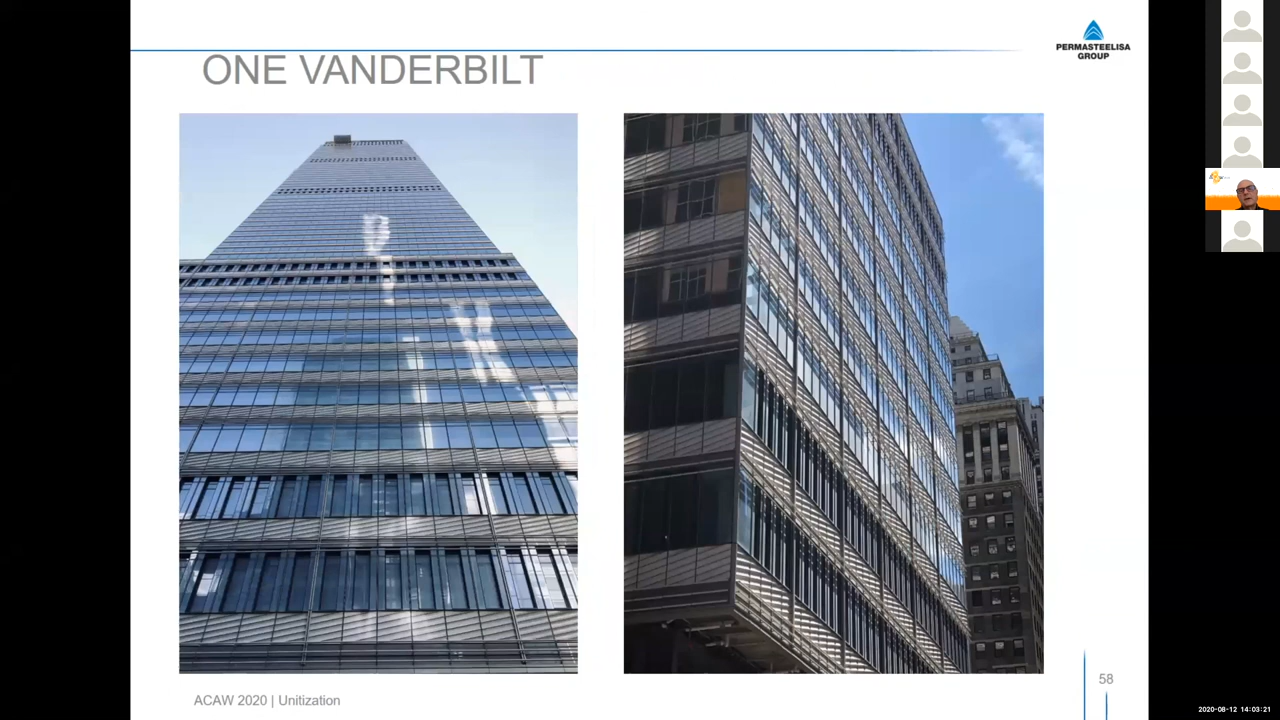 ONE VANDERBILT
PERMASTEELISA
GROUP
58
ACAW 2020 | Unitization
2020-08-12 14:03:21